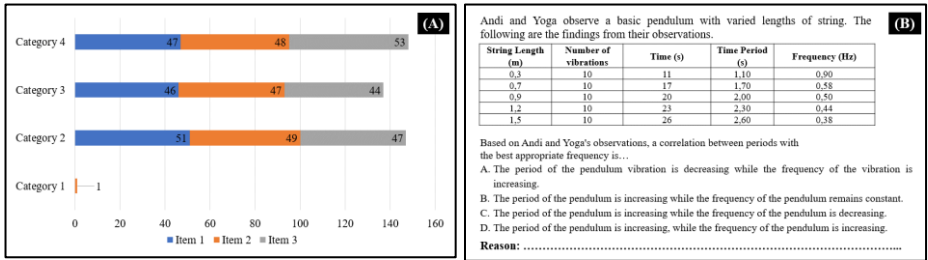 (A)
Category 4 47 48 53
Category 3 46 47 44
Category 2 51 49 47
Category 1 1
0 20 40 60 80 100 120 140 160
Item 1 Item 2 Item 3
(B)
Andi and Yoga observe a basic pendulum with varied lengths of string. The
following are the findings from their observations.
String Length (m) Number of vibrations Time (s) Time Period (s) Frequency (Hz)
0,3 10 11 1,10 0,90
0,7 10 17 1,70 0,58
0,9 10 20 2,00 0,50
1,2 10 23 2,30 0,44
1,5 10 26 2,60 0,38
Based on Andi and Yoga's observations, a correlation between periods with
the best appropriate frequency is…
A. The period of the pendulum vibration is decreasing while the frequency of the vibration is
increasing.
B. The period of the pendulum is increasing while the frequency of the pendulum remains constant.
C. The period of the pendulum is increasing while the frequency of the pendulum is decreasing.
D. The period of the pendulum is increasing, while the frequency of the pendulum is increasing.
Reason: …………………………………………………………………………………...